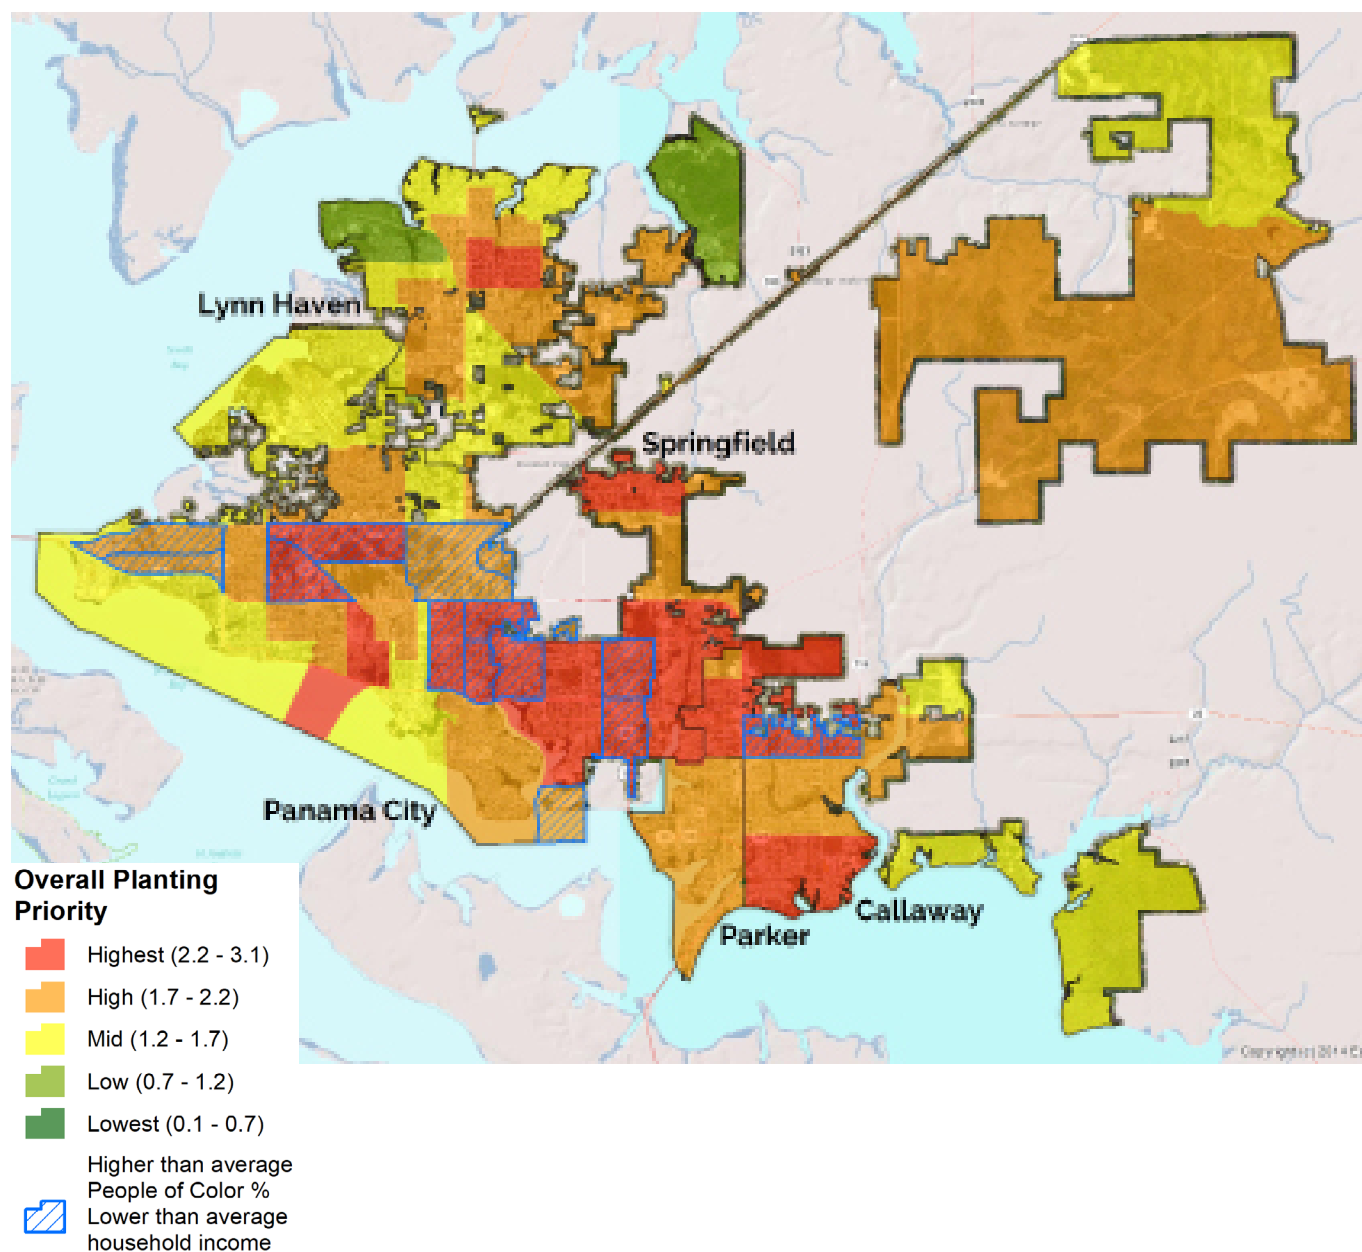 Lynn Haven
Springfield
Panama City
Callaway
Parker
Overall Planting
Priority
Highest (2.2 - 3.1)
High (1.7 - 2.2)
Mid (1.2 - 1.7)
Low (0.7 - 1.2)
Lowest (0.1 - 0.7)
Higher than average
People of Color %
Lower than average
household income